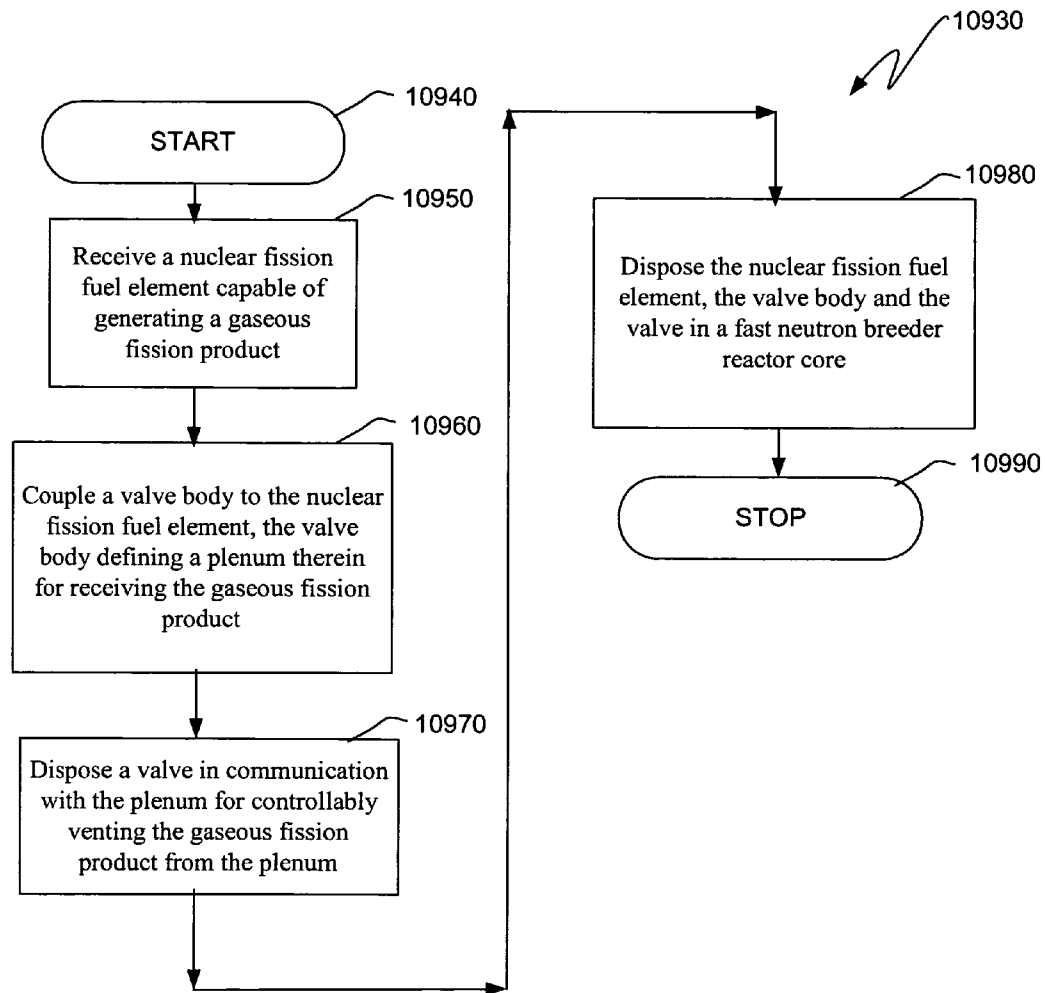 10930
10940
START
10950
Receive a nuclear fission
fuel element capable of
generating a gaseous
fission product
10960
Couple a valve body to the nuclear
fission fuel element, the valve
body defining a plenum therein
for receiving the gaseous fission
product
10970
Dispose a valve in communication
with the plenum for controllably
venting the gaseous fission
product from the plenum
10980
Dispose the nuclear fission fuel
element, the valve body and the
valve in a fast neutron breeder
reactor core
10990
STOP